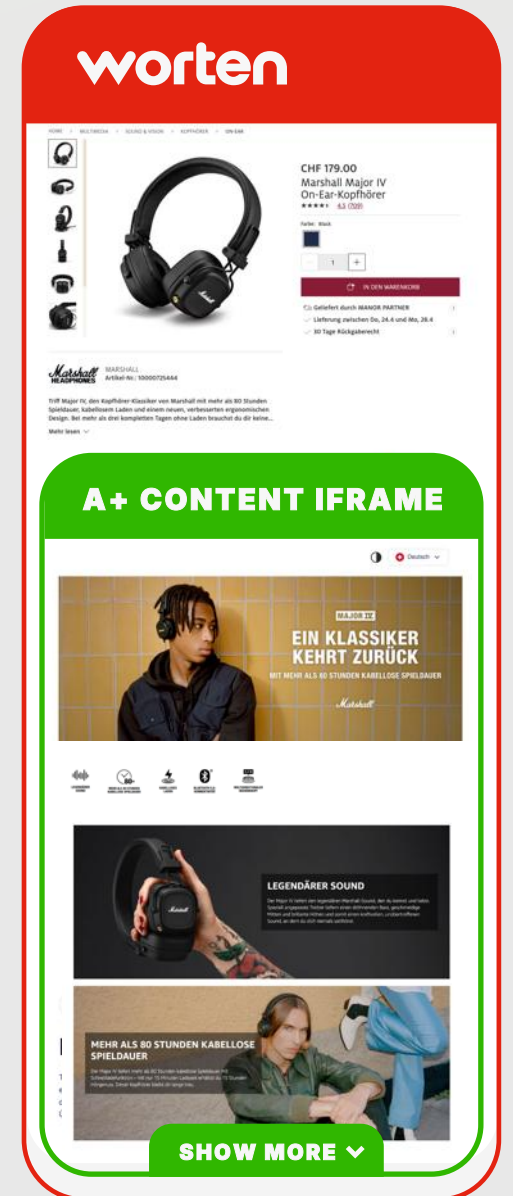 worten
HOME > MULTIMEDIA > SOUND & VISION > KOPFHÖRER > ON-EAR
CHF 179.00
Marshall Major IV
On-Ear-Kopfhörer
4.5 (709)
Farbe: Black
1
IN DEN WARENKORB
Geliefert durch MANOR PARTNER
Lieferung zwischen Do, 24.4 und Mo, 28.4
30 Tage Rückgaberecht
Marshall
HEADPHONES
MARSHALL
Artikel-Nr.: 10000725444
Triff Major IV, den Kopfhörer-Klassiker von Marshall mit mehr als 80 Stunden
Spieldauer, kabellosem Laden und einem neuen, verbesserten ergonomischen
Design. Bei mehr als drei kompletten Tagen ohne Laden brauchst du dir keine...
Mehr lesen
A+ CONTENT IFRAME
Deutsch
MAJOR IV
EIN KLASSIKER
KEHRT ZURÜCK
MIT MEHR ALS 80 STUNDEN KABELLOSE SPIELDAUER
Marshall
LEGENDÄRER SOUND
MEHR ALS 80 STUNDEN KABELLOSE
SPIELDAUER
SHOW MORE